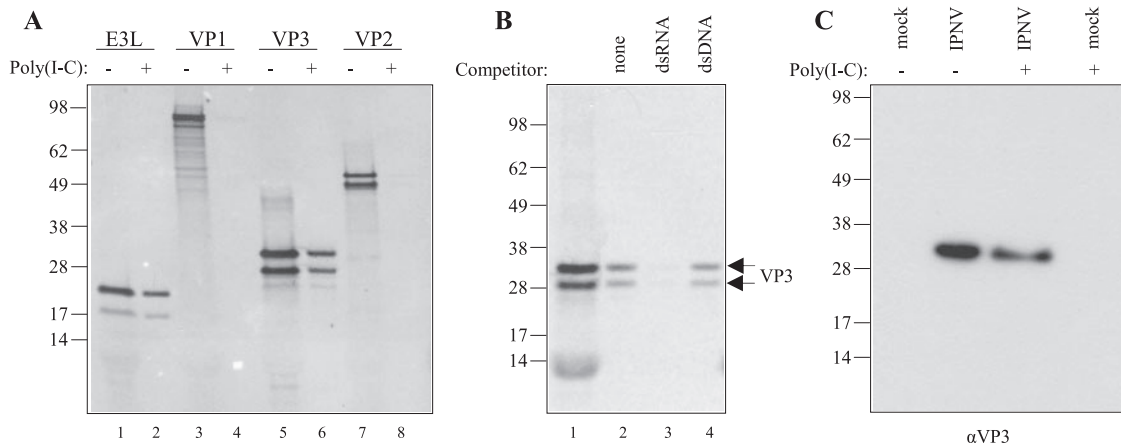 A
E3L VP1 VP3 VP2
Poly(I-C): - + - + - + - +
98
62
49
38
28
17
14
1 2 3 4 5 6 7 8
B
Competitor: none dsRNA dsDNA
98
62
49
38
28
17
14
VP3
1 2 3 4
C
mock IPNV IPNV mock
Poly(I-C): - - + +
98
62
49
38
28
17
14
αVP3